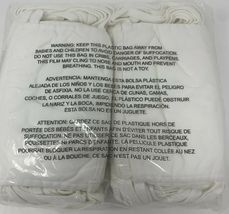 WARNING: KEEP THIS PLASTIC BAG AWAY FROM
BABIES AND CHILDREN TO AVOID DANGER OF SUFFOCATION.
DO NOT USE THIS BAG IN CRIBS, CARRIAGES, AND PLAYPENS.
THIS FILM MAY CLING TO NOSE AND MOUTH AND PREVENT
BREATHING. THIS BAG IS NOT A TOY.
ADVERTENCIA: MANTENGA ESTA BOLSA PLÁSTICA
ALEJADA DE LOS NIÑOS Y LOS BEBES PARA EVITAR EL PELIGRO
DE ASFIXIA. NO LA USE CERCA DE CUNAS, CAMAS,
COCHES, O CORRALES DE JUEGO. EL PLÁSTICO PUEDE OBSTRUIR
LA NARIZ Y LA BOCA, IMPEDIR LA RESPIRACION.
ESTA BOLSA NO ES UN JUGUETE.
ATTENTION: GARDEZ CE SAC DE PLASTIQUE HORS DE
PORTÉE DES BÉBÉS ET ENFANTS AFIN D'ÉVITER TOUT RISQUE DE
SUFFOCATION. NE PAS UTILISER CE SAC DANS LES BERCEAUX,
POUSSETTES NI PARCS D'ENFANTS. LA PELLICULE PLASTIQUE
POURRAIT BLOQUER LA RESPIRATION EN RESTANT COLLÉE AU NEZ
OU À LA BOUCHE. CE SAC N'EST PAS UN JOUET.